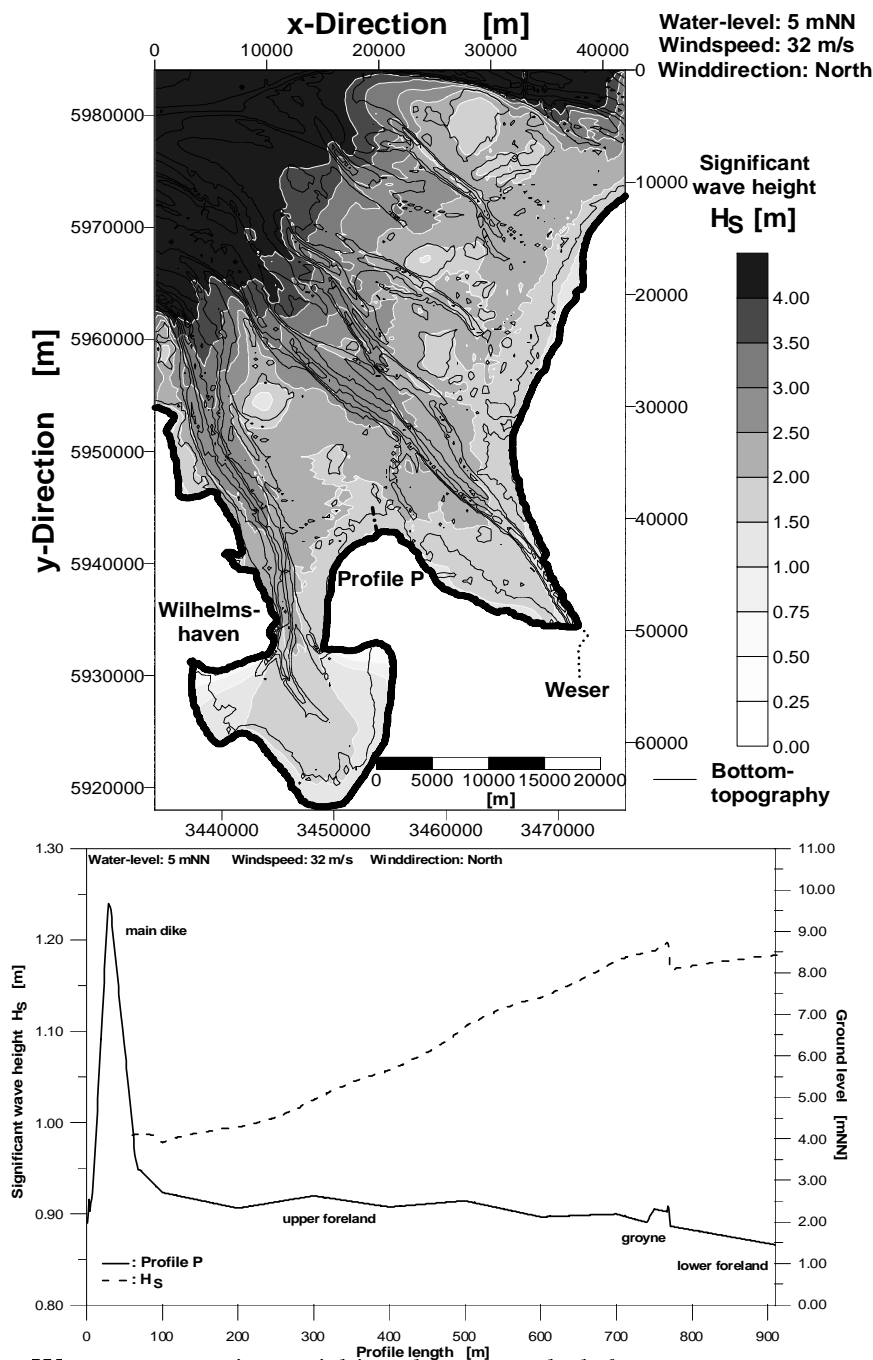 x-Direction [m]
Water-level: 5 mNN
Windspeed: 32 m/s
Winddirection: North
0 10000 20000 30000 40000
0
10000
20000
30000
40000
50000
60000
y-Direction [m]
5980000
5970000
5960000
5950000
5940000
5930000
5920000
Significant
wave height
HS [m]
4.00
3.50
3.00
2.50
2.00
1.50
1.00
0.75
0.50
0.25
0.00
Bottom-
topography
Profile P
Wilhelms-
haven
Weser
0 5000 10000 15000 20000
[m]
3440000 3450000 3460000 3470000
Water-level: 5 mNN Windspeed: 32 m/s Winddirection: North
Significant wave height HS [m]
1.30
1.20
1.10
1.00
0.90
0.80
main dike
upper foreland
groyne
lower foreland
: Profile P
: HS
11.00
10.00
9.00
8.00
7.00
6.00
5.00
4.00
3.00
2.00
1.00
0.00
Ground level [mNN]
0 100 200 300 400 500 600 700 800 900
Profile length [m]